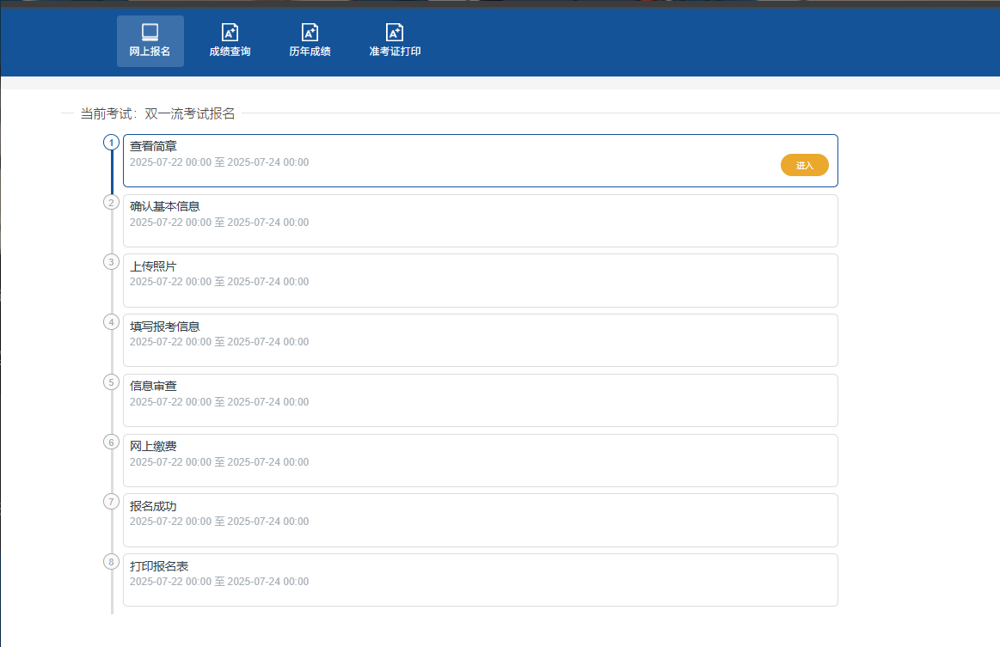 网上报名 成绩查询 历年成绩 准考证打印
当前考试：双一流考试报名
1 查看简章
2025-07-22 00:00 至 2025-07-24 00:00
进入
2 确认基本信息
2025-07-22 00:00 至 2025-07-24 00:00
3 上传照片
2025-07-22 00:00 至 2025-07-24 00:00
4 填写报考信息
2025-07-22 00:00 至 2025-07-24 00:00
5 信息审查
2025-07-22 00:00 至 2025-07-24 00:00
6 网上缴费
2025-07-22 00:00 至 2025-07-24 00:00
7 报名成功
2025-07-22 00:00 至 2025-07-24 00:00
8 打印报名表
2025-07-22 00:00 至 2025-07-24 00:00